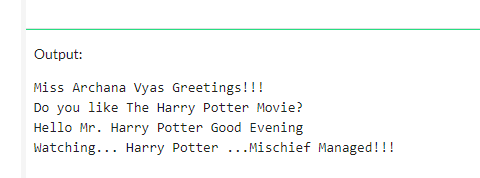 Output:
Miss Archana Vyas Greetings!!!
Do you like The Harry Potter Movie?
Hello Mr. Harry Potter Good Evening
Watching... Harry Potter ...Mischief Managed!!!